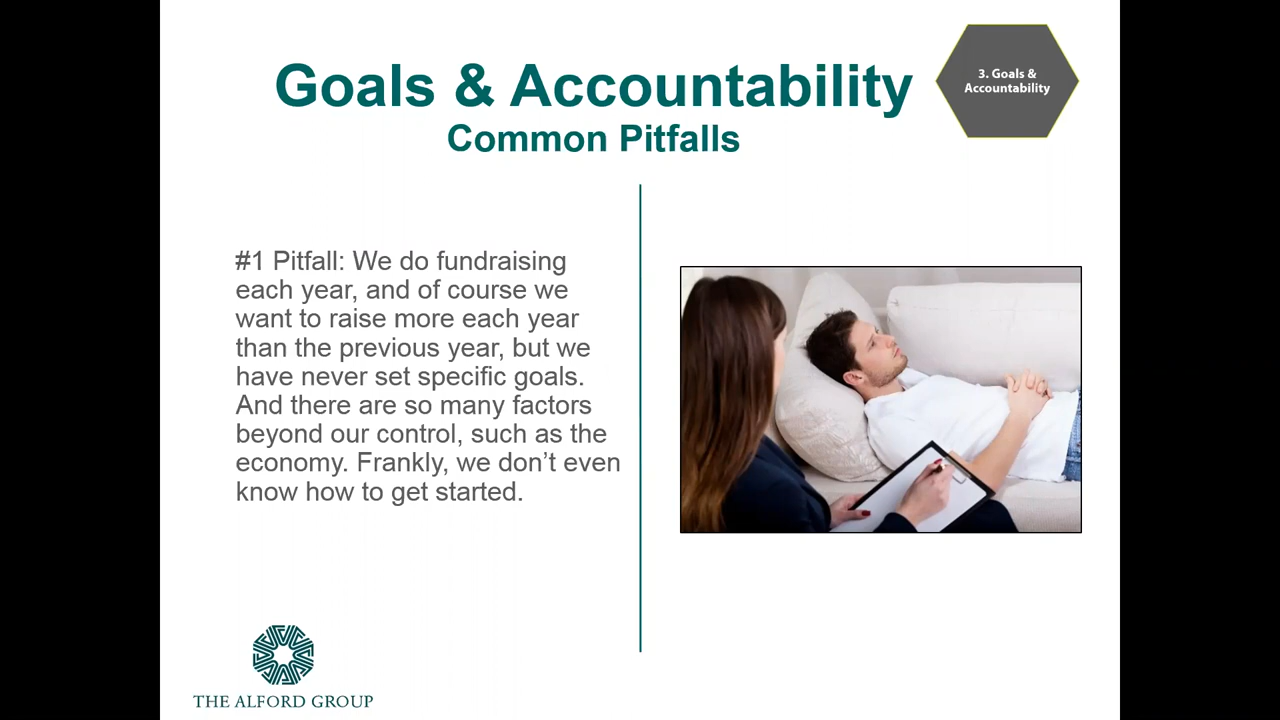 Goals & Accountability
Common Pitfalls
3. Goals &
Accountability
#1 Pitfall: We do fundraising
each year, and of course we
want to raise more each year
than the previous year, but we
have never set specific goals.
And there are so many factors
beyond our control, such as the
economy. Frankly, we don’t even
know how to get started.
THE ALFORD GROUP